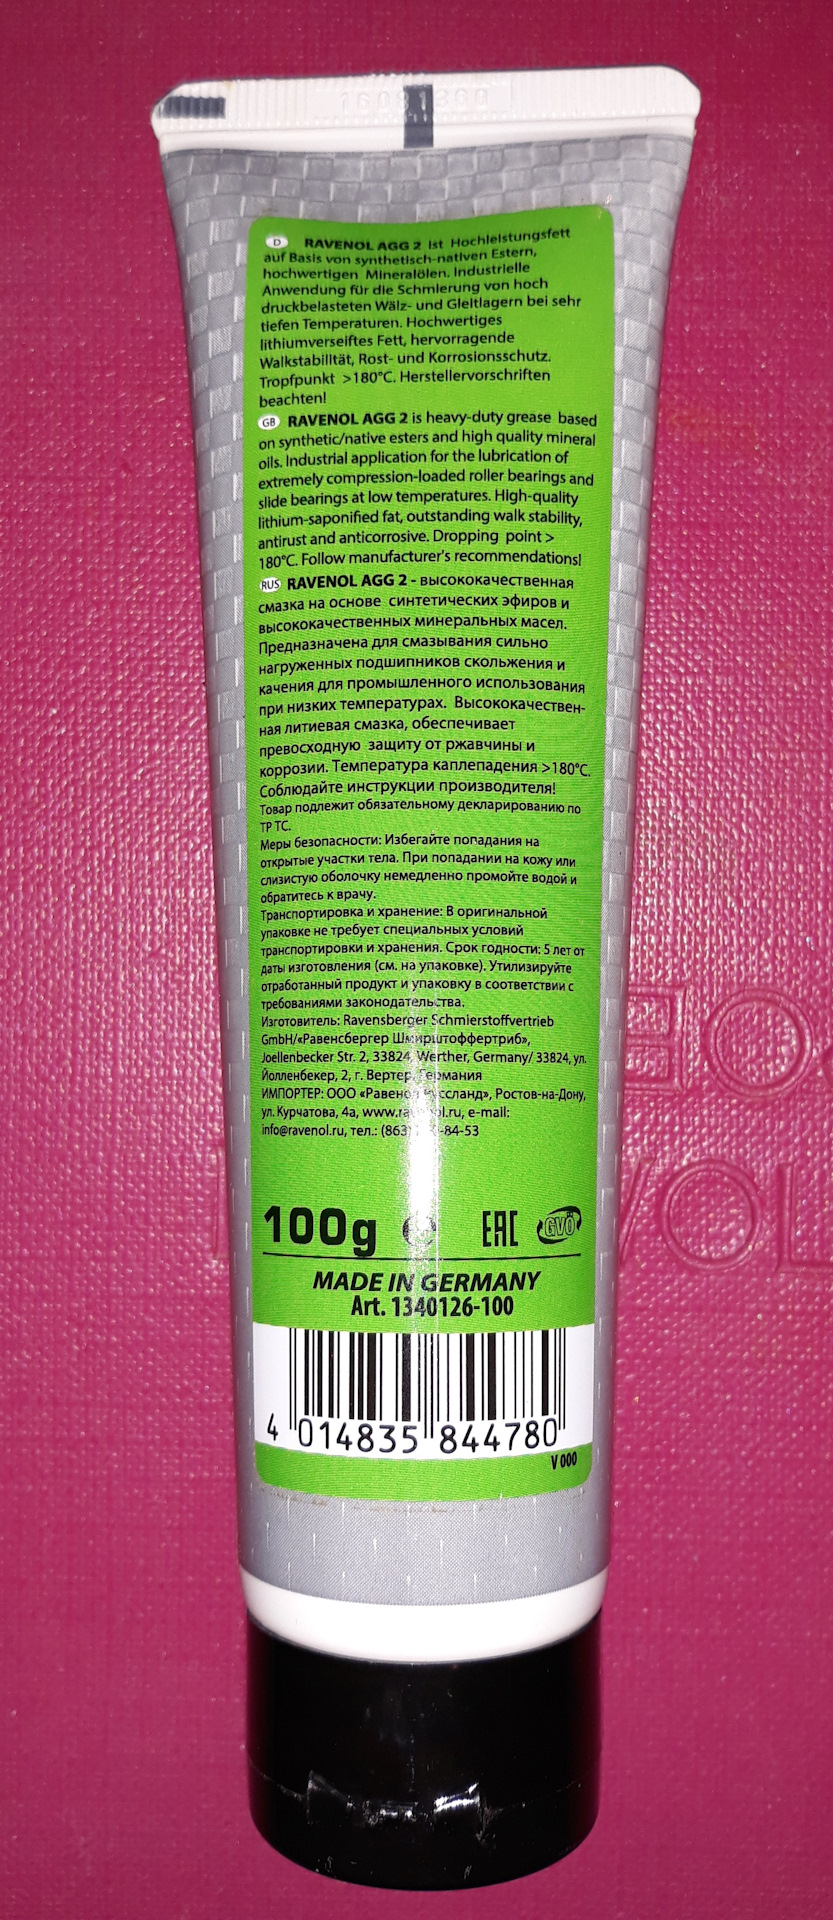 D RAVENOL AGG 2 ist Hochleistungsfett
auf Basis von synthetisch-nativen Estern,
hochwertigen Mineralölen. Industrielle
Anwendung für die Schmierung von hoch
druckbelasteten Wälz- und Gleitlagern bei sehr
tiefen Temperaturen. Hochwertiges
lithiumverseiftes Fett, hervorragende
Walkstabilität, Rost- und Korrosionsschutz.
Tropfpunkt >180°C. Herstellervorschriften
beachten!
GB RAVENOL AGG 2 is heavy-duty grease based
on synthetic/native esters and high quality mineral
oils. Industrial application for the lubrication of
extremely compression-loaded roller bearings and
slide bearings at low temperatures. High-quality
lithium-saponified fat, outstanding walk stability,
antirust and anticorrosive. Dropping point >
180°C. Follow manufacturer's recommendations!
RUS RAVENOL AGG 2 - высококачественная
смазка на основе синтетических эфиров и
высококачественных минеральных масел.
Предназначена для смазывания сильно
нагруженных подшипников скольжения и
качения для промышленного использования
при низких температурах. Высококачествен-
ная литиевая смазка, обеспечивает
превосходную защиту от ржавчины и
коррозии. Температура каплепадения >180°C.
Соблюдайте инструкции производителя!
Товар подлежит обязательному декларированию по
ТР ТС.
Меры безопасности: Избегайте попадания на
открытые участки тела. При попадании на кожу или
слизистую оболочку немедленно промойте водой и
обратитесь к врачу.
Транспортировка и хранение: В оригинальной
упаковке не требует специальных условий
транспортировки и хранения. Срок годности: 5 лет от
даты изготовления (см. на упаковке). Утилизируйте
отработанный продукт и упаковку в соответствии с
требованиями законодательства.
Изготовитель: Ravensberger Schmierstoffvertrieb
GmbH/«Равенсбергер Шмирштоффертриб»,
Joellenbecker Str. 2, 33824, Werther, Germany/ 33824, ул.
Йолленбекер, 2, г. Вертер, Германия
ИМПОРТЕР: ООО «Равенол Руссланд», Ростов-на-Дону,
ул. Курчатова, 4а, www.ravenol.ru, e-mail:
info@ravenol.ru, тел.: (863) -84-53
100g e EAC GVÖ
MADE IN GERMANY
Art. 1340126-100
4 014835 844780
V 000